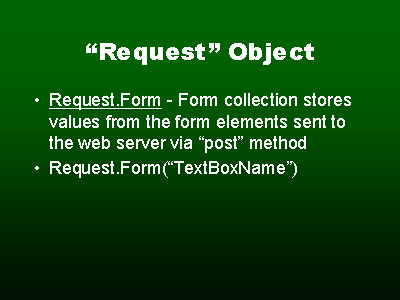 “Request” Object
• Request.Form - Form collection stores
values from the form elements sent to
the web server via “post” method
• Request.Form(“TextBoxName”)